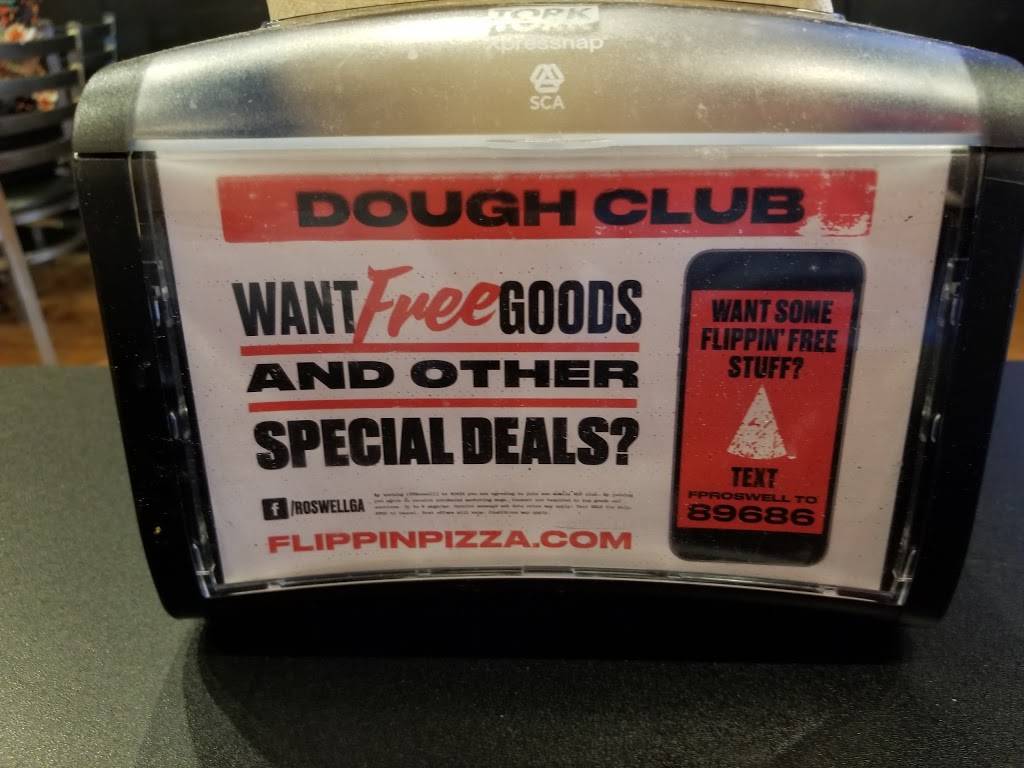 TORK
xpressnap
SCA
DOUGH CLUB
WANT Free GOODS
AND OTHER
SPECIAL DEALS?
f /ROSWELLGA
FLIPPINPIZZA.COM
WANT SOME
FLIPPIN' FREE
STUFF?
TEXT
FPROSWELL TO
89686